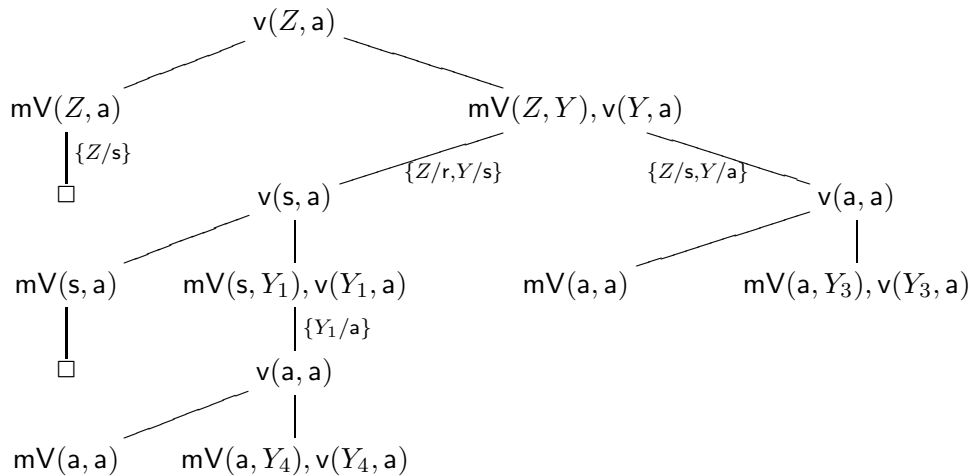 v(Z, a)
mV(Z, a) mV(Z, Y), v(Y, a)
{Z/s} {Z/r,Y/s} {Z/s,Y/a}
□ v(s, a) v(a, a)
mV(s, a) mV(s, Y₁), v(Y₁, a) mV(a, a) mV(a, Y₃), v(Y₃, a)
{Y₁/a}
□ v(a, a)
mV(a, a) mV(a, Y₄), v(Y₄, a)